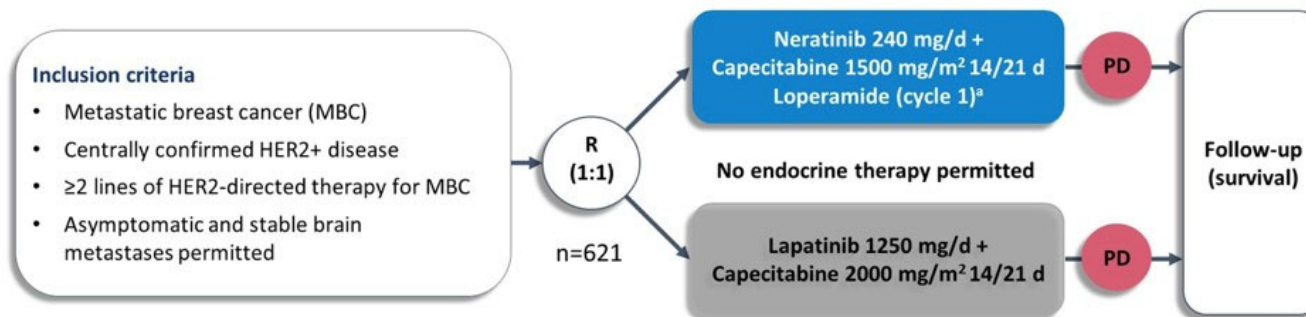 Inclusion criteria
• Metastatic breast cancer (MBC)
• Centrally confirmed HER2+ disease
• ≥2 lines of HER2-directed therapy for MBC
• Asymptomatic and stable brain
metastases permitted
R
(1:1)
n=621
Neratinib 240 mg/d +
Capecitabine 1500 mg/m² 14/21 d
Loperamide (cycle 1)ᵃ
PD
No endocrine therapy permitted
Lapatinib 1250 mg/d +
Capecitabine 2000 mg/m² 14/21 d
PD
Follow-up
(survival)